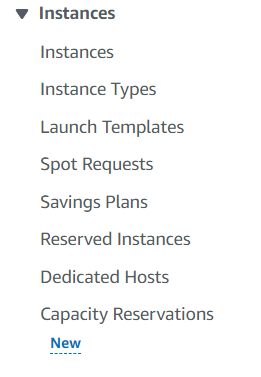 Instances
Instances
Instance Types
Launch Templates
Spot Requests
Savings Plans
Reserved Instances
Dedicated Hosts
Capacity Reservations
New